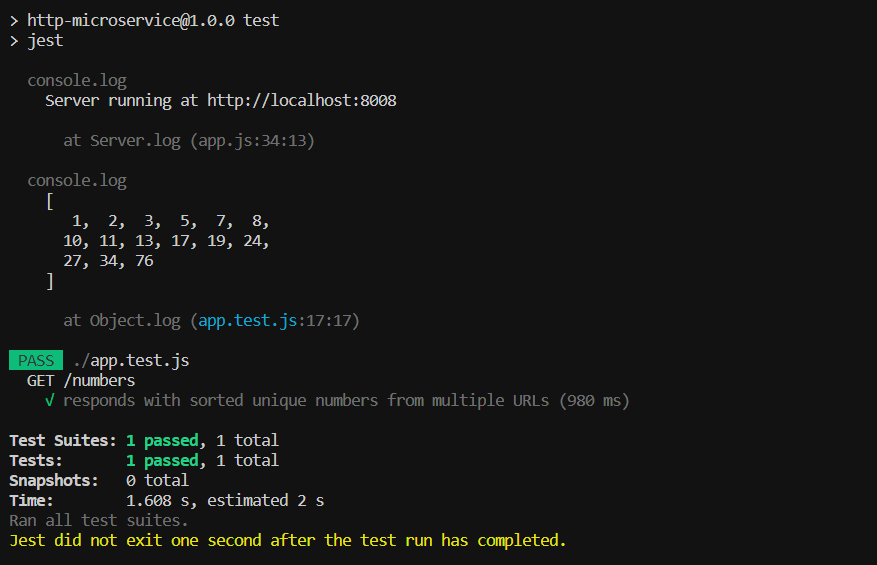 > http-microservice@1.0.0 test
> jest
console.log
Server running at http://localhost:8008
at Server.log (app.js:34:13)
console.log
[
1, 2, 3, 5, 7, 8,
10, 11, 13, 17, 19, 24,
27, 34, 76
]
at Object.log (app.test.js:17:17)
PASS ./app.test.js
GET /numbers
√ responds with sorted unique numbers from multiple URLs (980 ms)
Test Suites: 1 passed, 1 total
Tests: 1 passed, 1 total
Snapshots: 0 total
Time: 1.608 s, estimated 2 s
Ran all test suites.
Jest did not exit one second after the test run has completed.